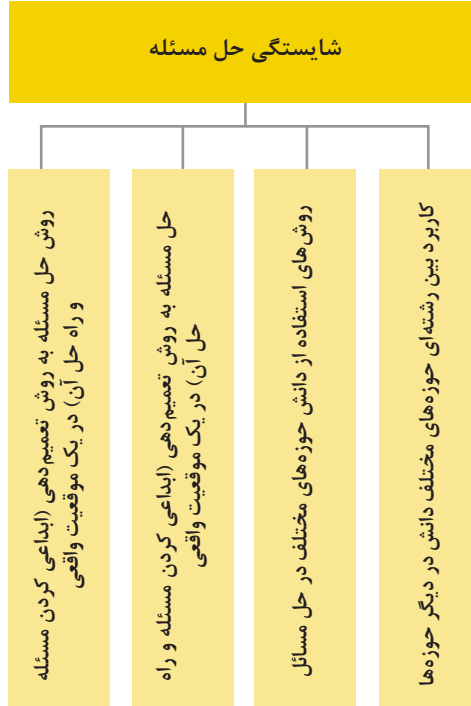 شایستگی حل مسئله
کاربرد بین رشته‌ای حوزه‌های مختلف دانش در دیگر حوزه‌ها
روش‌های استفاده از دانش حوزه‌های مختلف در حل مسائل
حل مسئله به روش تعمیم‌دهی (ابداعی کردن مسئله و راه
حل آن) در یک موقعیت واقعی
روش حل مسئله به روش تعمیم‌دهی (ابداعی کردن مسئله
و راه حل آن) در یک موقعیت واقعی